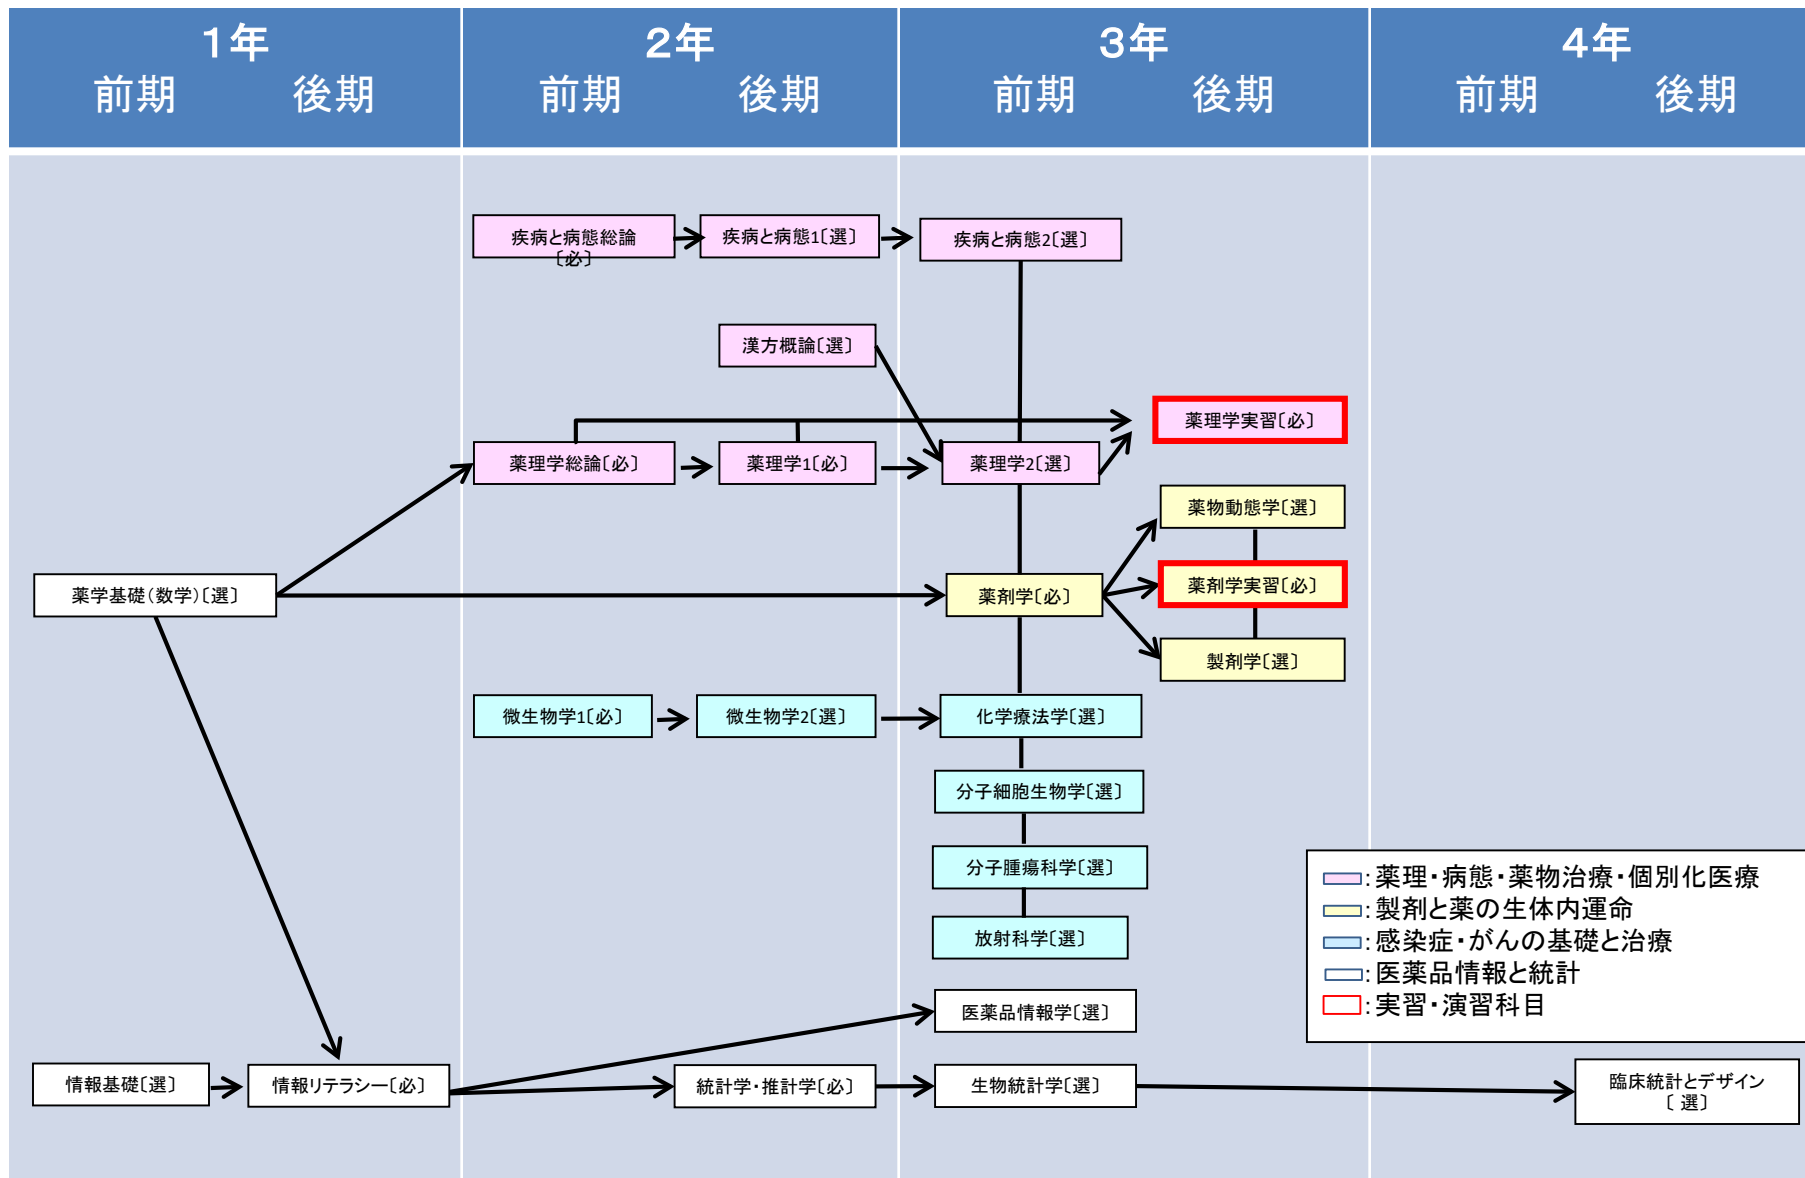 1年
2年
3年
4年
前期 後期
前期 後期
前期 後期
前期 後期
疾病と病態総論
〔必〕
疾病と病態1〔選〕
疾病と病態2〔選〕
漢方概論〔選〕
薬理学実習〔必〕
薬理学総論〔必〕
薬理学1〔必〕
薬理学2〔選〕
薬物動態学〔選〕
薬学基礎(数学)〔選〕
薬剤学〔必〕
薬剤学実習〔必〕
製剤学〔選〕
微生物学1〔必〕
微生物学2〔選〕
化学療法学〔選〕
分子細胞生物学〔選〕
分子腫瘍科学〔選〕
放射科学〔選〕
医薬品情報学〔選〕
情報基礎〔選〕
情報リテラシー〔必〕
統計学・推計学〔必〕
生物統計学〔選〕
臨床統計とデザイン
〔 選〕
:薬理・病態・薬物治療・個別化医療
:製剤と薬の生体内運命
:感染症・がんの基礎と治療
:医薬品情報と統計
:実習・演習科目